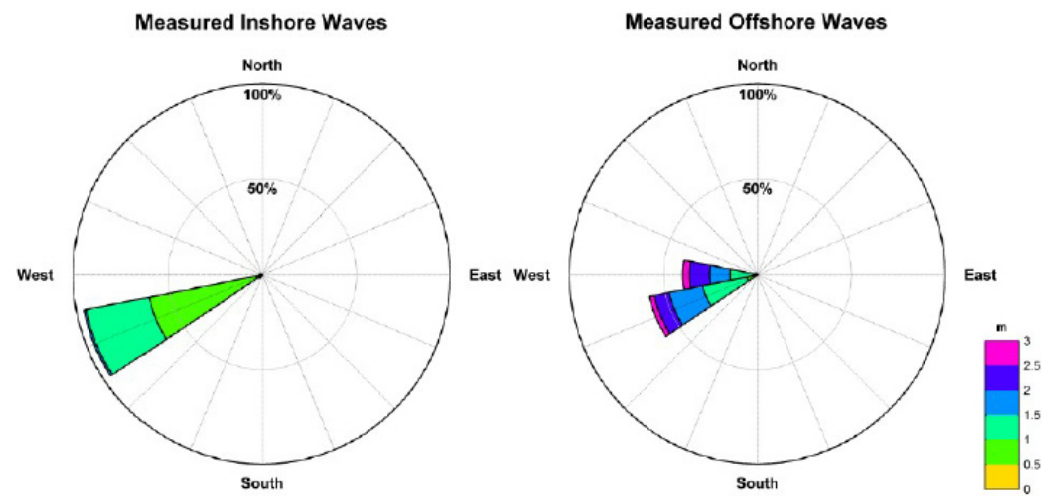 Measured Inshore Waves
North
100%
50%
West
East
South
Measured Offshore Waves
North
100%
50%
West
East
South
m
3
2.5
2
1.5
1
0.5
0